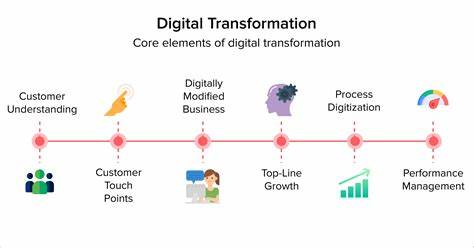 Digital Transformation
Core elements of digital transformation
Customer
Understanding
Customer
Touch
Points
Digitally
Modified
Business
Top-Line
Growth
Process
Digitization
Performance
Management